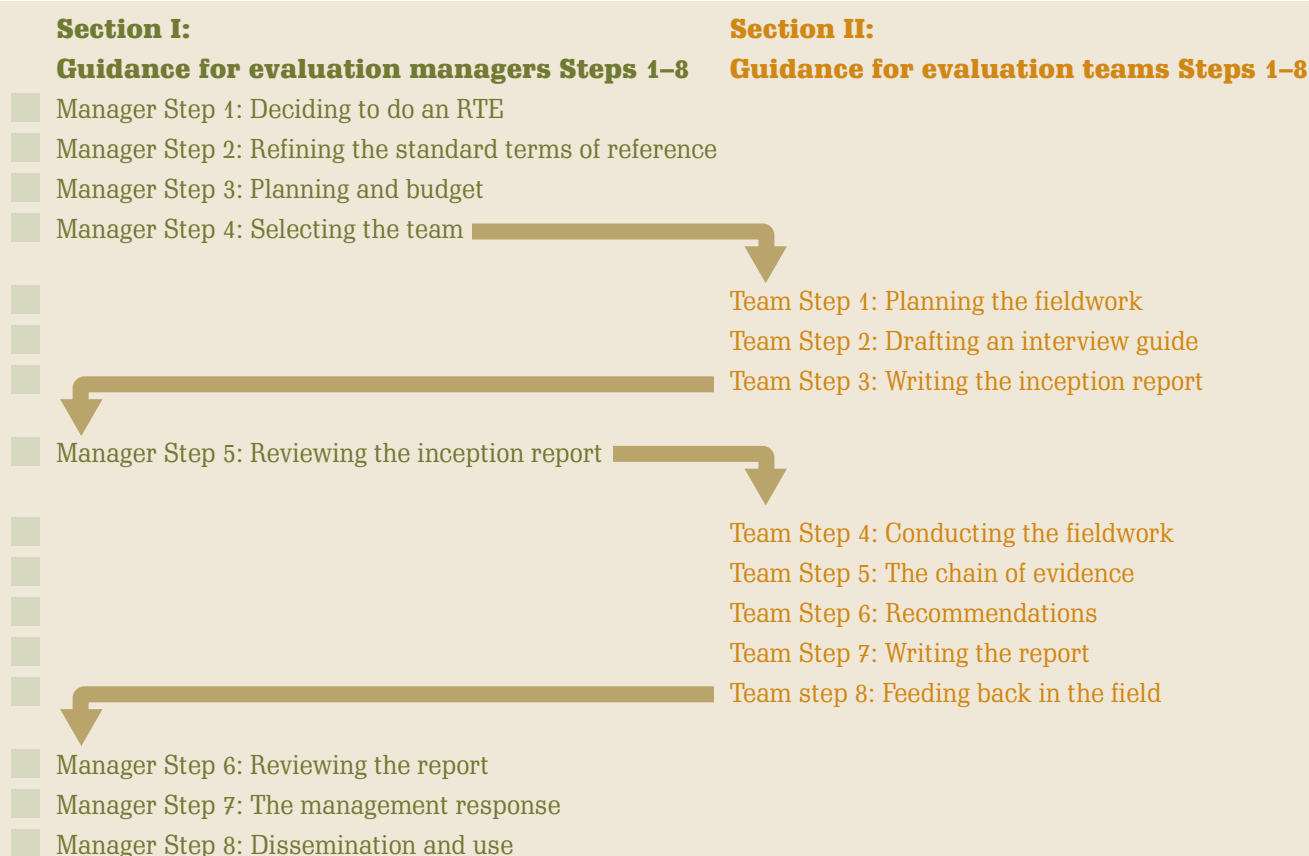 Section I:
Guidance for evaluation managers Steps 1–8
Section II:
Guidance for evaluation teams Steps 1–8
Manager Step 1: Deciding to do an RTE
Manager Step 2: Refining the standard terms of reference
Manager Step 3: Planning and budget
Manager Step 4: Selecting the team
Team Step 1: Planning the fieldwork
Team Step 2: Drafting an interview guide
Team Step 3: Writing the inception report
Manager Step 5: Reviewing the inception report
Team Step 4: Conducting the fieldwork
Team Step 5: The chain of evidence
Team Step 6: Recommendations
Team Step 7: Writing the report
Team step 8: Feeding back in the field
Manager Step 6: Reviewing the report
Manager Step 7: The management response
Manager Step 8: Dissemination and use